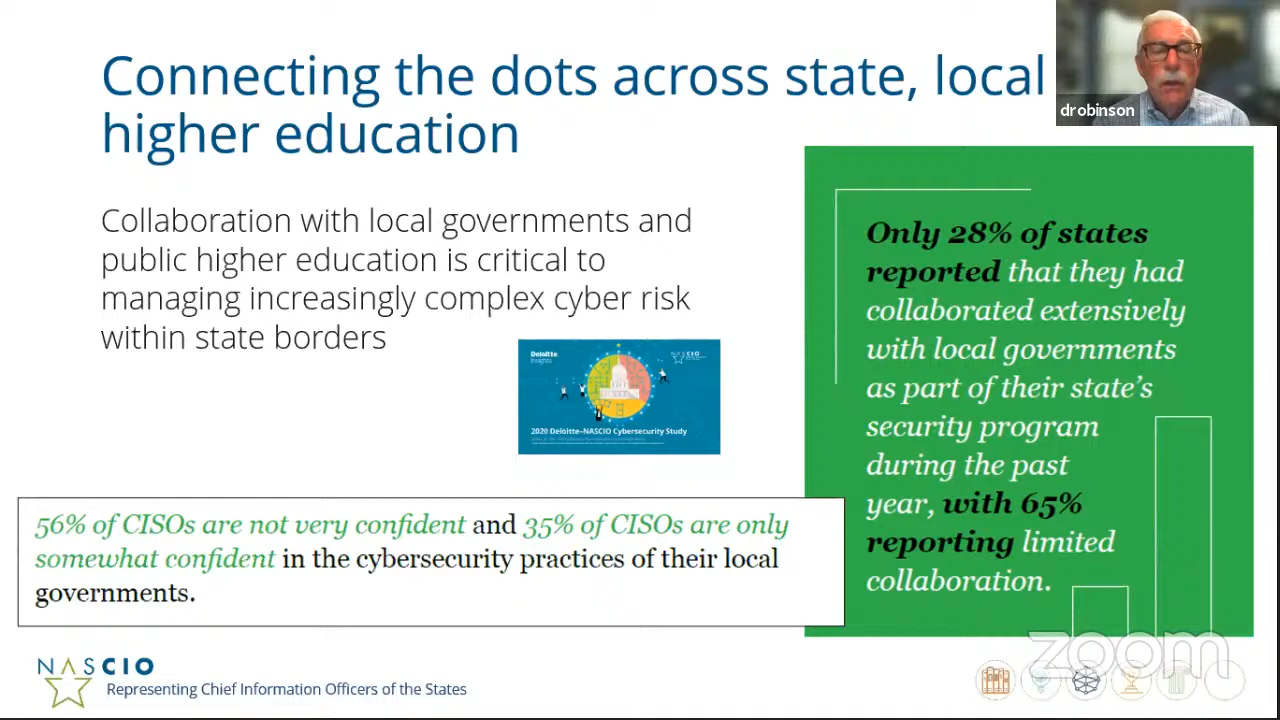 Connecting the dots across state, local
higher education
drobinson
Collaboration with local governments and
public higher education is critical to
managing increasingly complex cyber risk
within state borders
Deloitte.
Insights
NASCIO
2020 Deloitte–NASCIO Cybersecurity Study
Only 28% of states
reported that they had
collaborated extensively
with local governments
as part of their state’s
security program
during the past
year, with 65%
reporting limited
collaboration.
56% of CISOs are not very confident and 35% of CISOs are only
somewhat confident in the cybersecurity practices of their local
governments.
NASCIO
Representing Chief Information Officers of the States
zoom